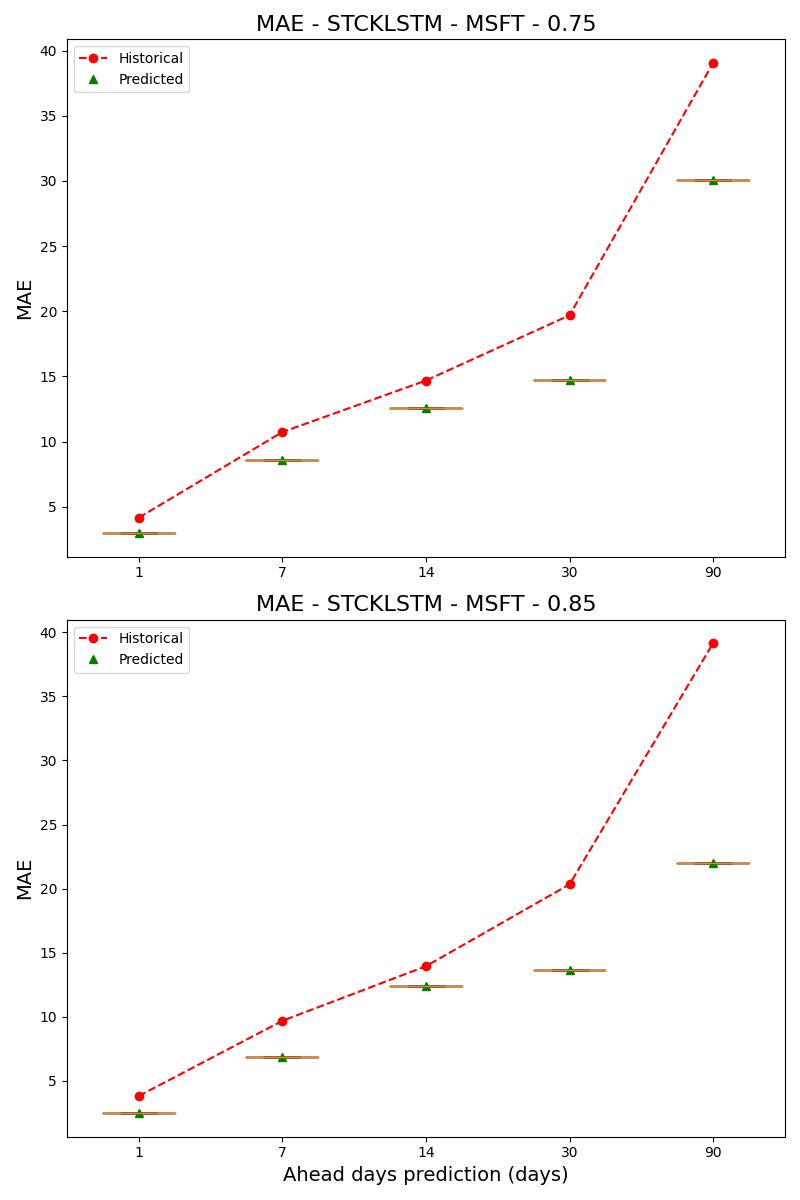 MAE - STCKLSTM - MSFT - 0.75
Historical
Predicted
MAE
40
35
30
25
20
15
10
5
1 7 14 30 90
MAE - STCKLSTM - MSFT - 0.85
Historical
Predicted
MAE
40
35
30
25
20
15
10
5
1 7 14 30 90
Ahead days prediction (days)